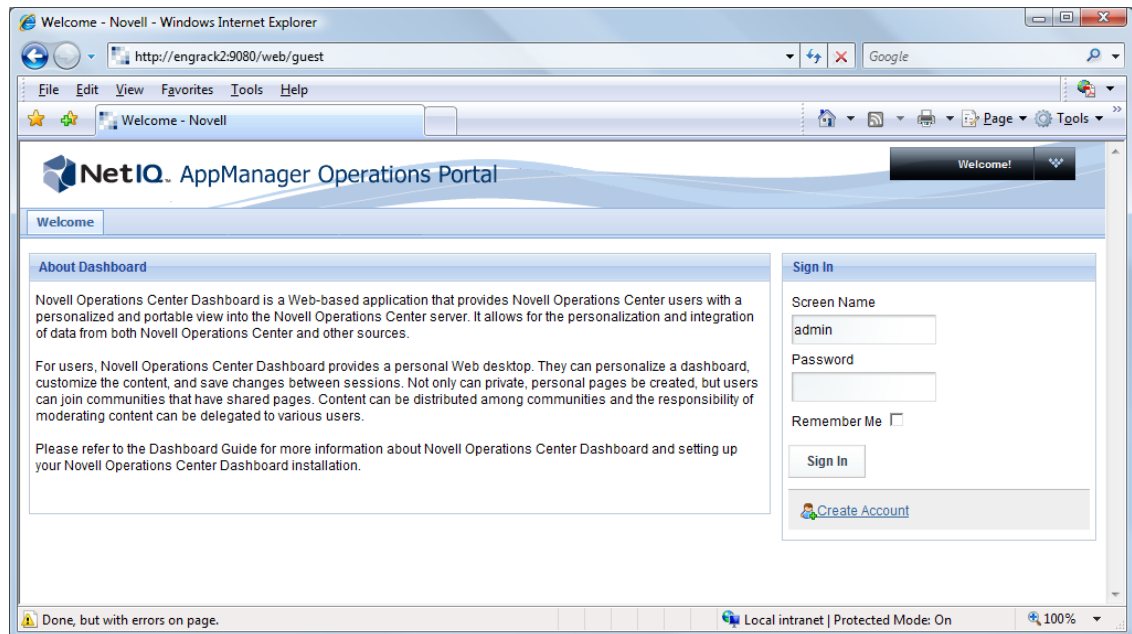 Welcome - Novell - Windows Internet Explorer
http://engrack2:9080/web/guest
Google
File Edit View Favorites Tools Help
Welcome - Novell
Page Tools
NetIQ™ AppManager Operations Portal
Welcome!
Welcome
About Dashboard
Novell Operations Center Dashboard is a Web-based application that provides Novell Operations Center users with a
personalized and portable view into the Novell Operations Center server. It allows for the personalization and integration
of data from both Novell Operations Center and other sources.
For users, Novell Operations Center Dashboard provides a personal Web desktop. They can personalize a dashboard,
customize the content, and save changes between sessions. Not only can private, personal pages be created, but users
can join communities that have shared pages. Content can be distributed among communities and the responsibility of
moderating content can be delegated to various users.
Please refer to the Dashboard Guide for more information about Novell Operations Center Dashboard and setting up
your Novell Operations Center Dashboard installation.
Sign In
Screen Name
admin
Password
Remember Me
Sign In
Create Account
Done, but with errors on page.
Local intranet | Protected Mode: On
100%